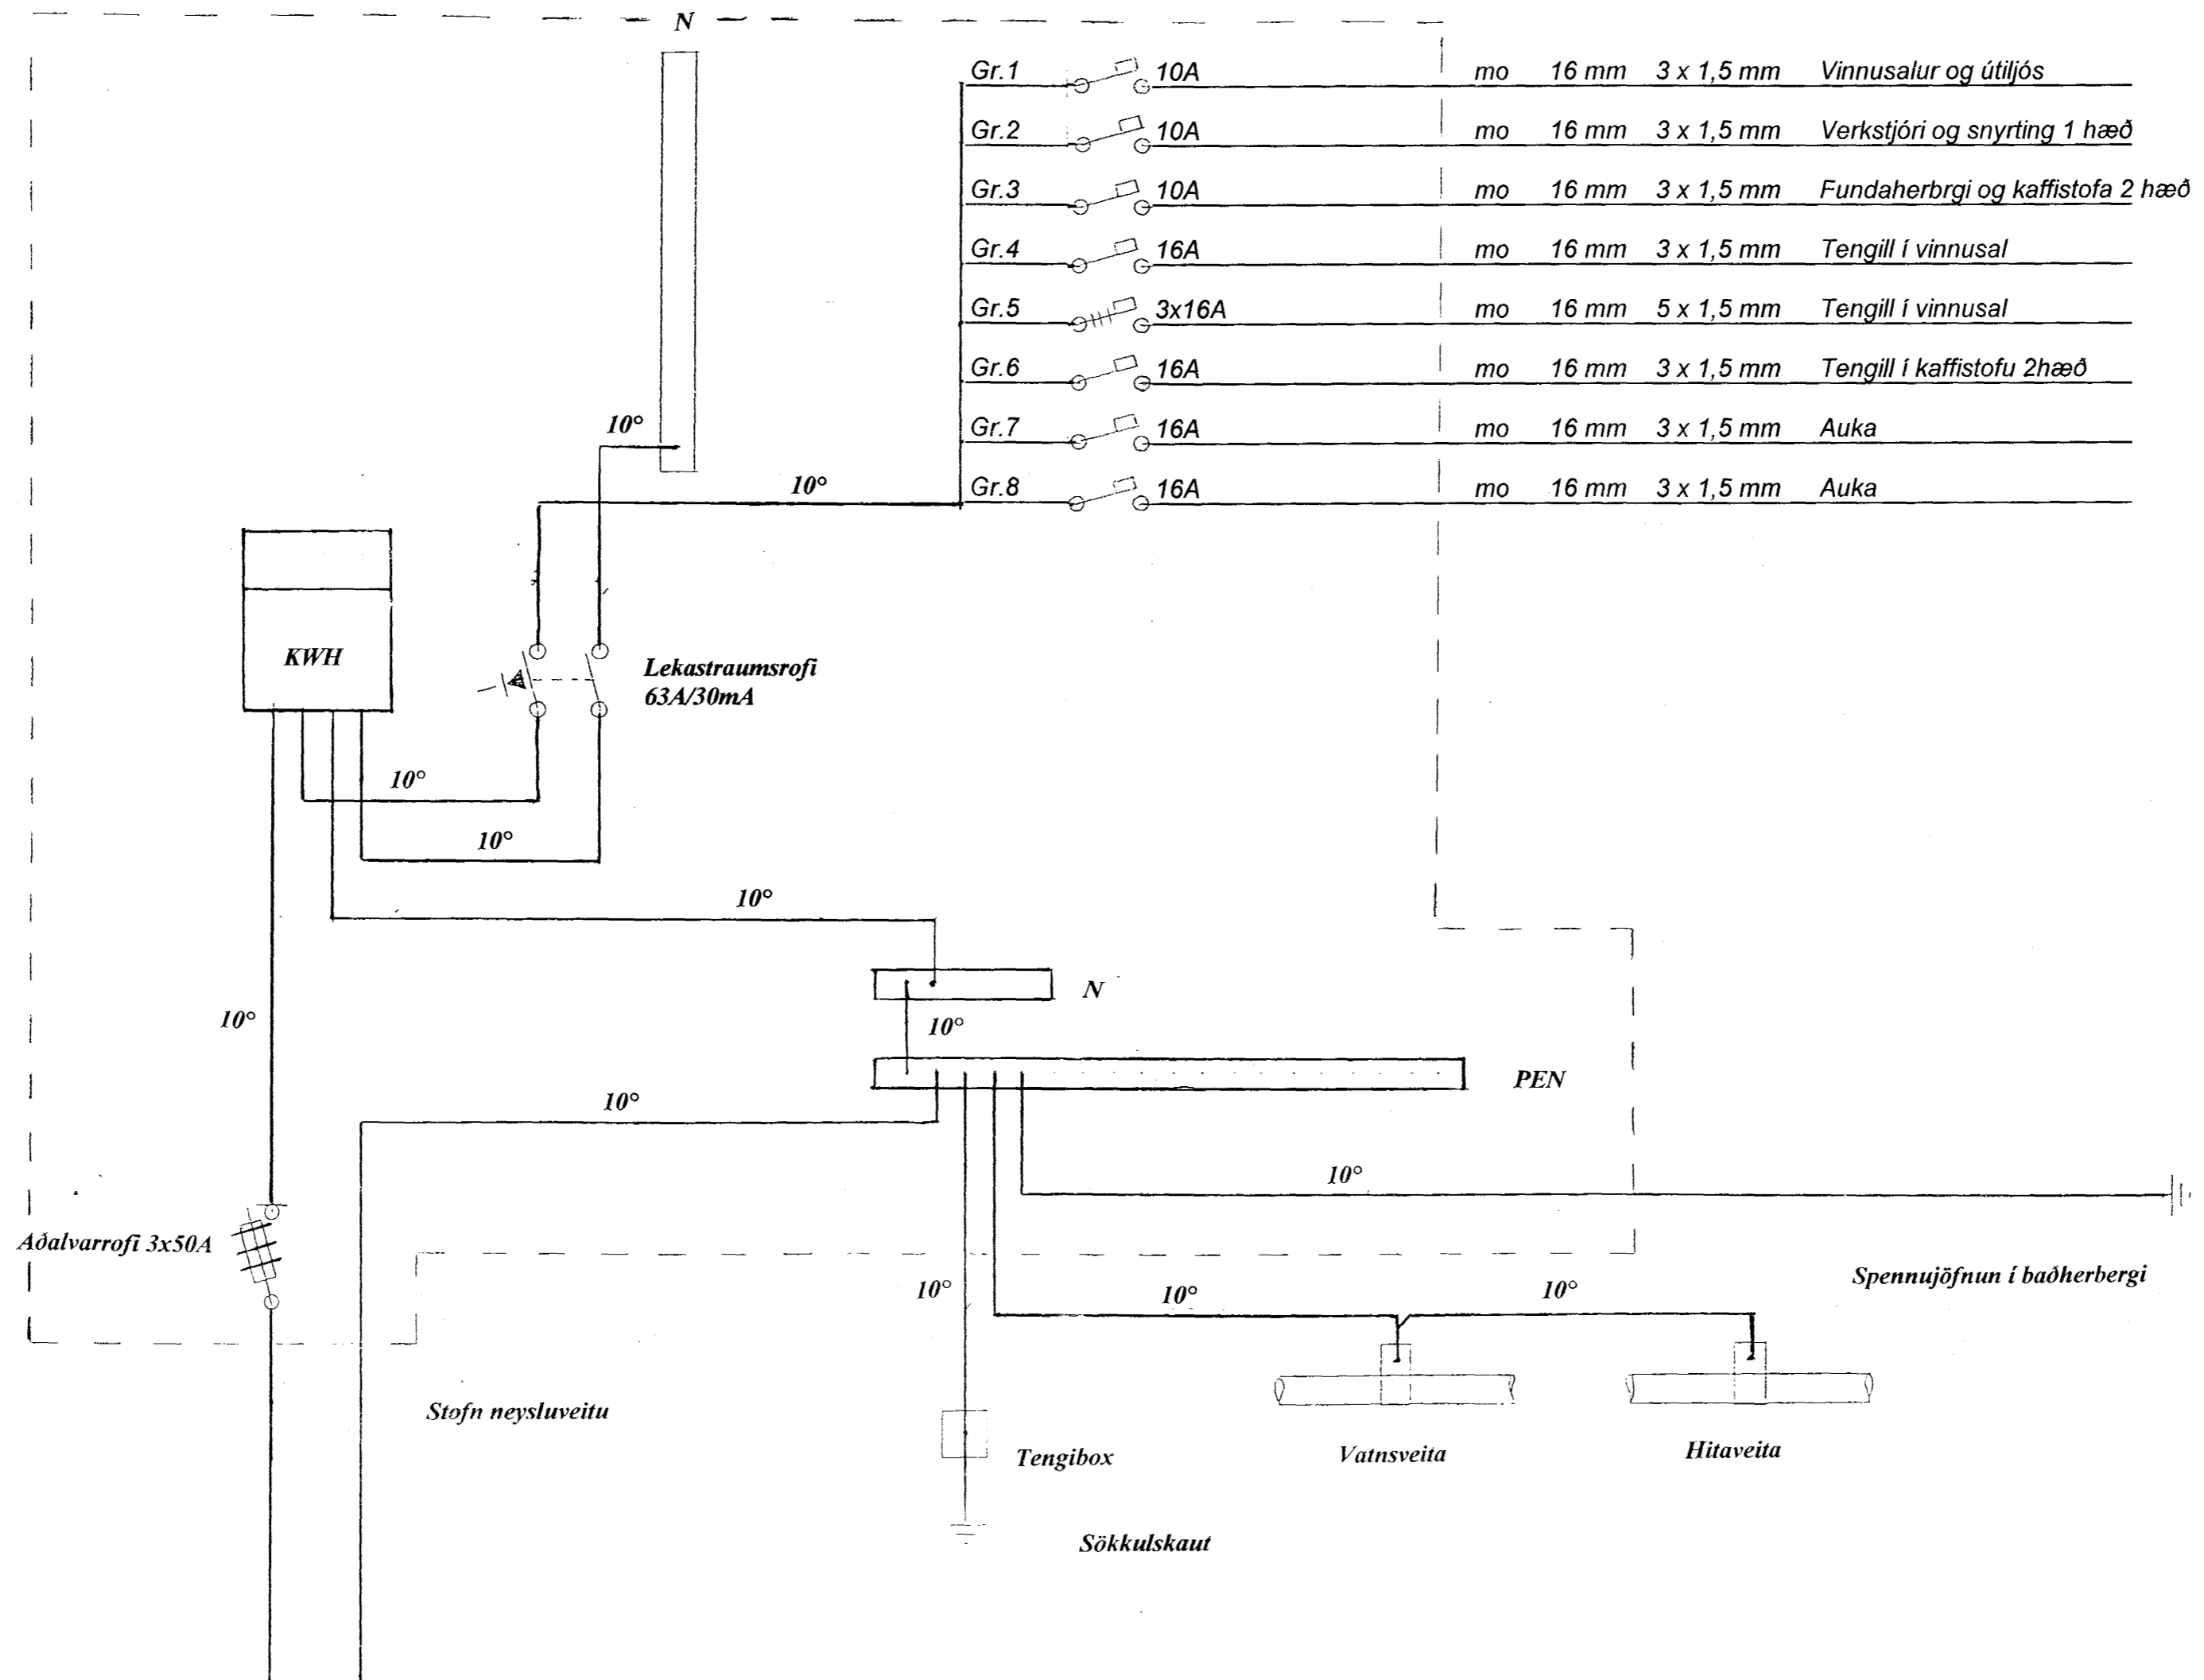 N
Gr.1 10A mo 16 mm 3 x 1,5 mm Vinnusalur og útiljós
Gr.2 10A mo 16 mm 3 x 1,5 mm Verkstjóri og snyrting 1 hæð
Gr.3 10A mo 16 mm 3 x 1,5 mm Fundaherbrgi og kaffistofa 2 hæð
Gr.4 16A mo 16 mm 3 x 1,5 mm Tengill í vinnusal
Gr.5 3x16A mo 16 mm 5 x 1,5 mm Tengill í vinnusal
Gr.6 16A mo 16 mm 3 x 1,5 mm Tengill í kaffistofu 2hæð
10°
Gr.7 16A mo 16 mm 3 x 1,5 mm Auka
10°
Gr.8 16A mo 16 mm 3 x 1,5 mm Auka
KWH
Lekastraumsrofi
63A/30mA
10°
10°
10°
N
10°
10°
PEN
10°
10°
Aðalvarrofi 3x50A
Spennujöfnun í baðherbergi
10°
10°
10°
Stofn neysluveitu
Tengibox
Vatnsveita
Hitaveita
Sökkulskaut